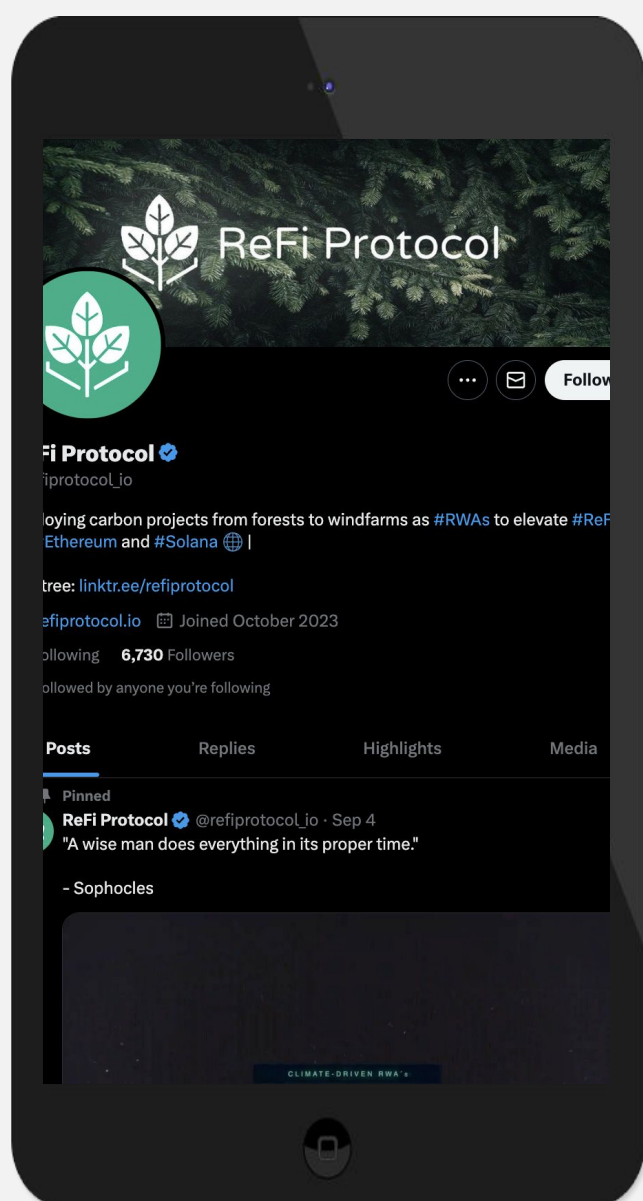 ReFi Protocol
Follow
Fi Protocol
fiprotocol_io
loying carbon projects from forests to windfarms as #RWAs to elevate #ReF
Ethereum and #Solana |
tree: linktr.ee/refiprotocol
efiprotocol.io Joined October 2023
ollowing 6,730 Followers
ollowed by anyone you're following
Posts Replies Highlights Media
Pinned
ReFi Protocol @refiprotocol_io · Sep 4
"A wise man does everything in its proper time."
- Sophocles
CLIMATE-DRIVEN RWA's